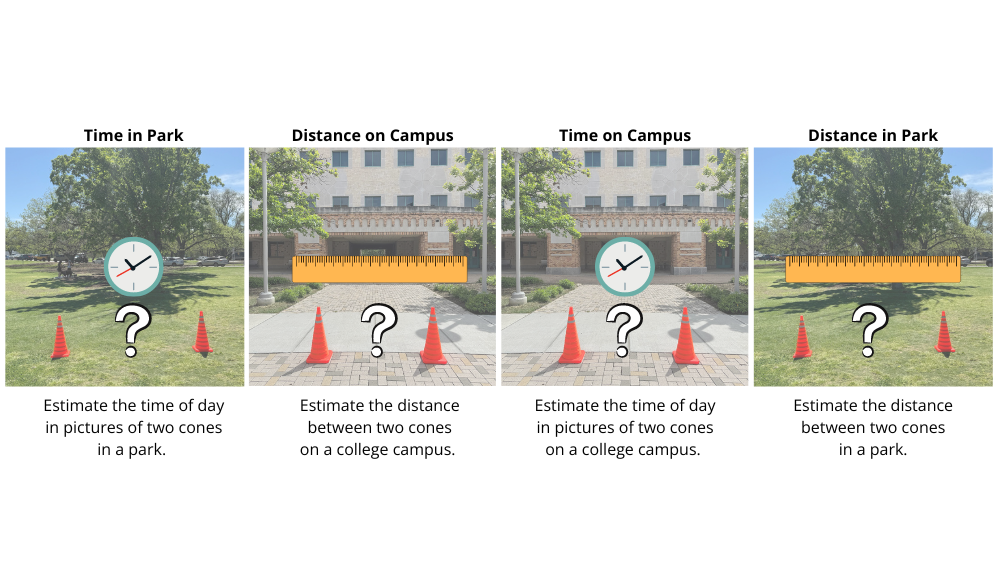 Time in Park
Distance on Campus
Time on Campus
Distance in Park
?
?
?
?
Estimate the time of day
in pictures of two cones
in a park.
Estimate the distance
between two cones
on a college campus.
Estimate the time of day
in pictures of two cones
on a college campus.
Estimate the distance
between two cones
in a park.